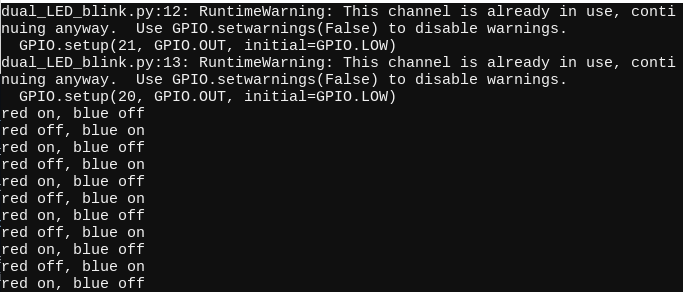 dual_LED_blink.py:12: RuntimeWarning: This channel is already in use, conti
nuing anyway.  Use GPIO.setwarnings(False) to disable warnings.
  GPIO.setup(21, GPIO.OUT, initial=GPIO.LOW)
dual_LED_blink.py:13: RuntimeWarning: This channel is already in use, conti
nuing anyway.  Use GPIO.setwarnings(False) to disable warnings.
  GPIO.setup(20, GPIO.OUT, initial=GPIO.LOW)
red on, blue off
red off, blue on
red on, blue off
red off, blue on
red on, blue off
red off, blue on
red on, blue off
red off, blue on
red on, blue off
red off, blue on
red on, blue off